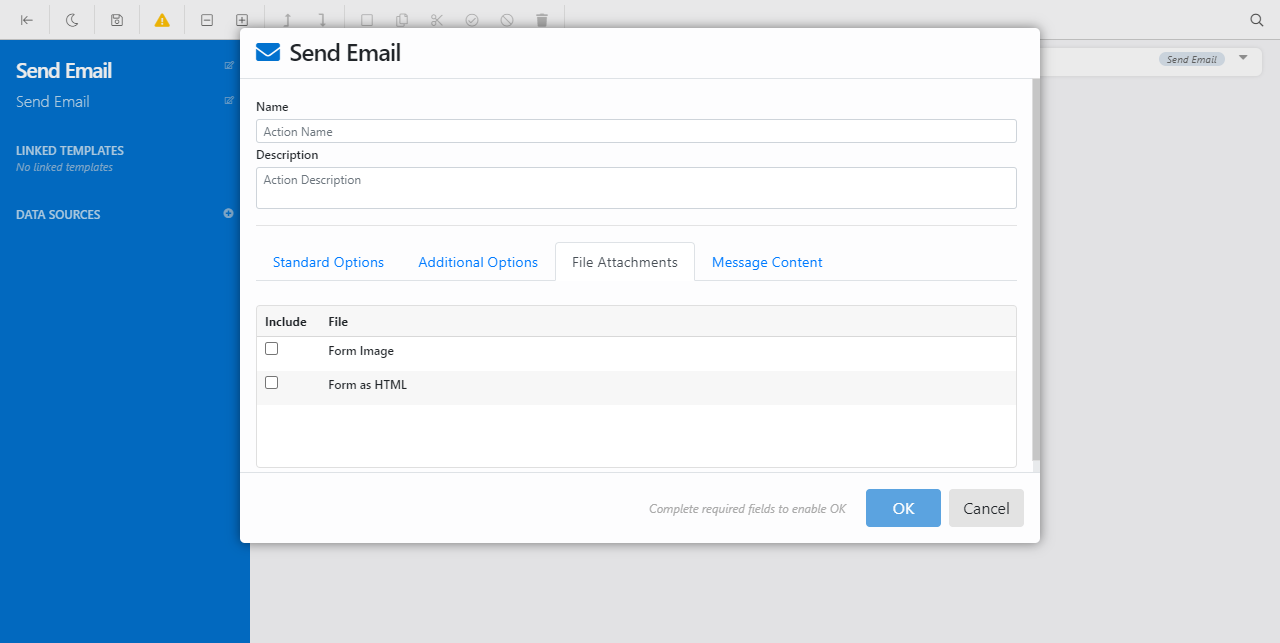 Send Email
Send Email
LINKED TEMPLATES
No linked templates
DATA SOURCES
Send Email
Send Email
Name
Action Name
Description
Action Description
Standard Options
Additional Options
File Attachments
Message Content
Include File
Form Image
Form as HTML
Complete required fields to enable OK
OK
Cancel